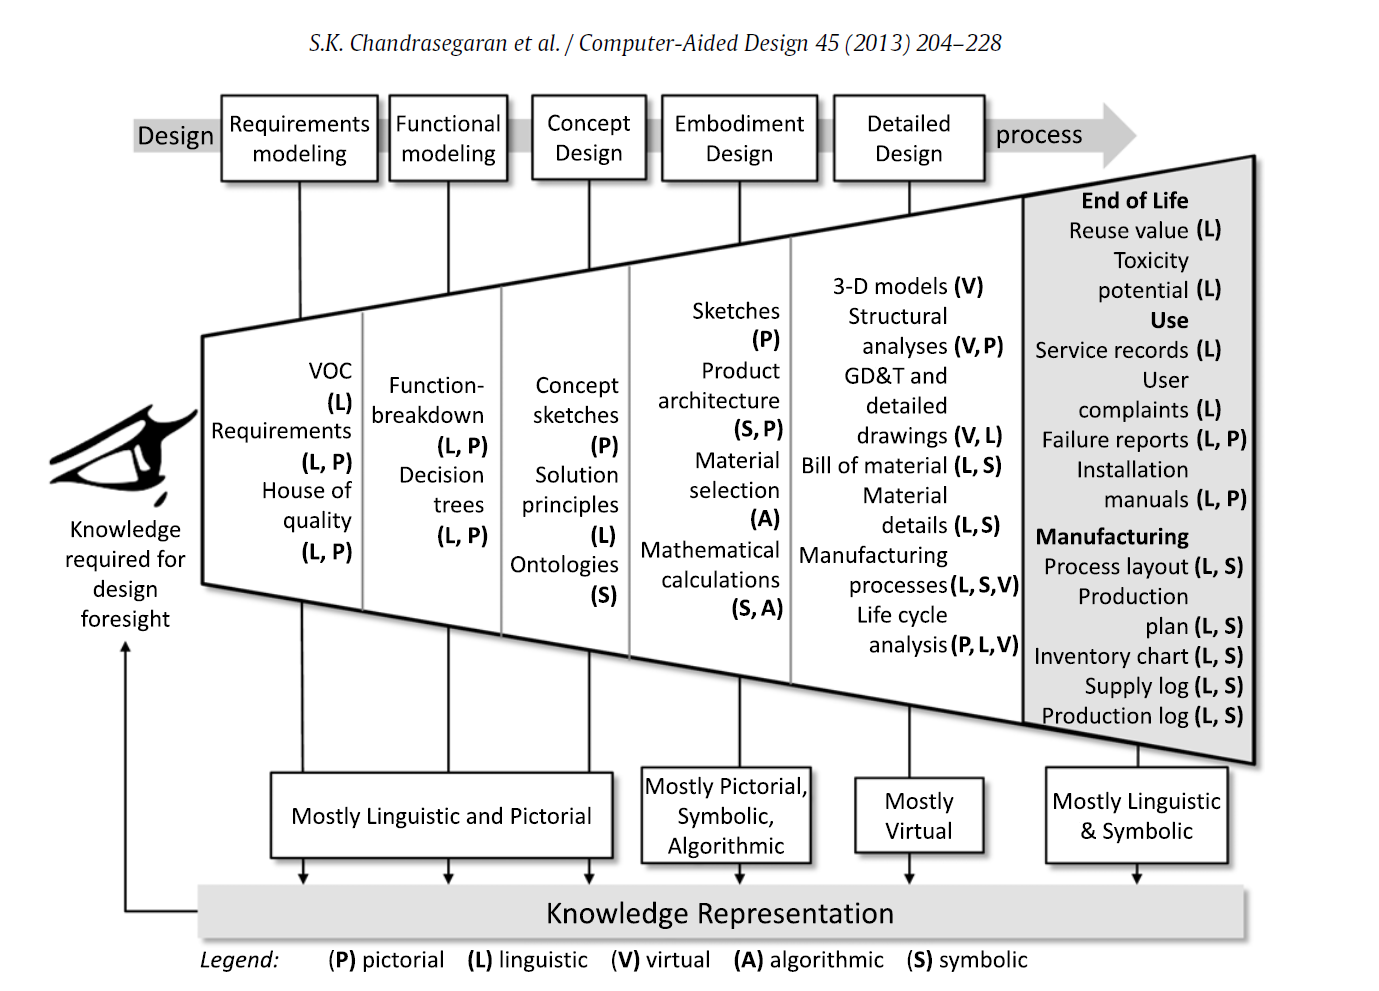 S.K. Chandrasegaran et al. / Computer-Aided Design 45 (2013) 204–228
Design
Requirements
modeling
Functional
modeling
Concept
Design
Embodiment
Design
Detailed
Design
process
Knowledge
required for
design
foresight
VOC
(L)
Requirements
(L, P)
House of
quality
(L, P)
Function-
breakdown
(L, P)
Decision
trees
(L, P)
Concept
sketches
(P)
Solution
principles
(L)
Ontologies
(S)
Sketches
(P)
Product
architecture
(S, P)
Material
selection
(A)
Mathematical
calculations
(S, A)
3-D models (V)
Structural
analyses (V, P)
GD&T and
detailed
drawings (V, L)
Bill of material (L, S)
Material
details (L, S)
Manufacturing
processes (L, S,V)
Life cycle
analysis (P, L,V)
End of Life
Reuse value (L)
Toxicity
potential (L)
Use
Service records (L)
User
complaints (L)
Failure reports (L, P)
Installation
manuals (L, P)
Manufacturing
Process layout (L, S)
Production
plan (L, S)
Inventory chart (L, S)
Supply log (L, S)
Production log (L, S)
Mostly Linguistic and Pictorial
Mostly Pictorial,
Symbolic,
Algorithmic
Mostly
Virtual
Mostly Linguistic
& Symbolic
Knowledge Representation
Legend: (P) pictorial (L) linguistic (V) virtual (A) algorithmic (S) symbolic